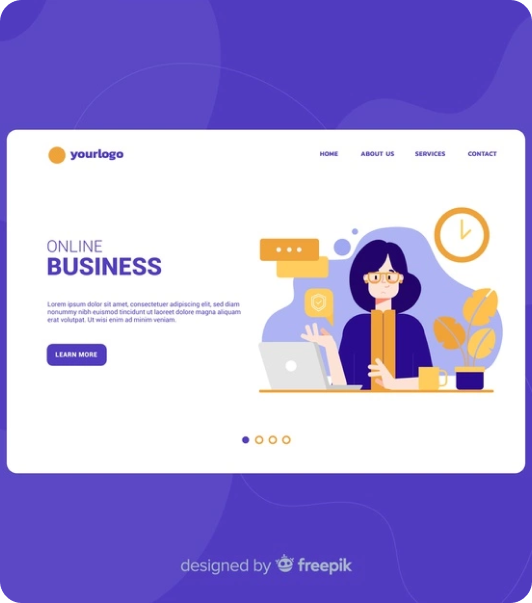 yourlogo
HOME ABOUT US SERVICES CONTACT
ONLINE
BUSINESS
Lorem ipsum dolor sit amet, consectetuer adipiscing elit, sed diam
nonummy nibh euismod tincidunt ut laoreet dolore magna aliquam
erat volutpat. Ut wisi enim ad minim veniam.
LEARN MORE
designed by freepik